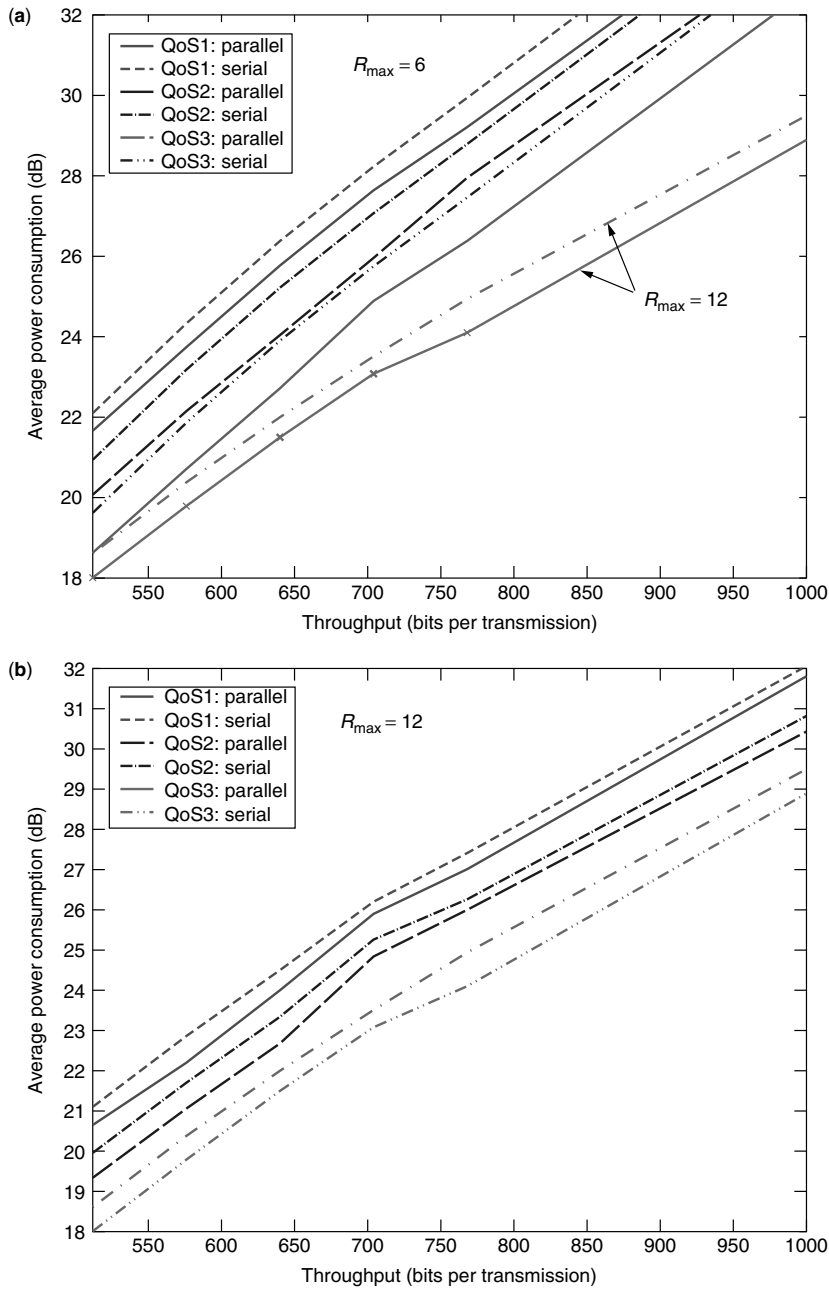 (a)
32
30
28
26
24
22
20
18
Average power consumption (dB)
QoS1: parallel
QoS1: serial
QoS2: parallel
QoS2: serial
QoS3: parallel
QoS3: serial
Rmax = 6
Rmax = 12
550 600 650 700 750 800 850 900 950 1000
Throughput (bits per transmission)
(b)
32
31
30
29
28
27
26
25
24
23
22
21
20
19
18
Average power consumption (dB)
QoS1: parallel
QoS1: serial
QoS2: parallel
QoS2: serial
QoS3: parallel
QoS3: serial
Rmax = 12
550 600 650 700 750 800 850 900 950 1000
Throughput (bits per transmission)